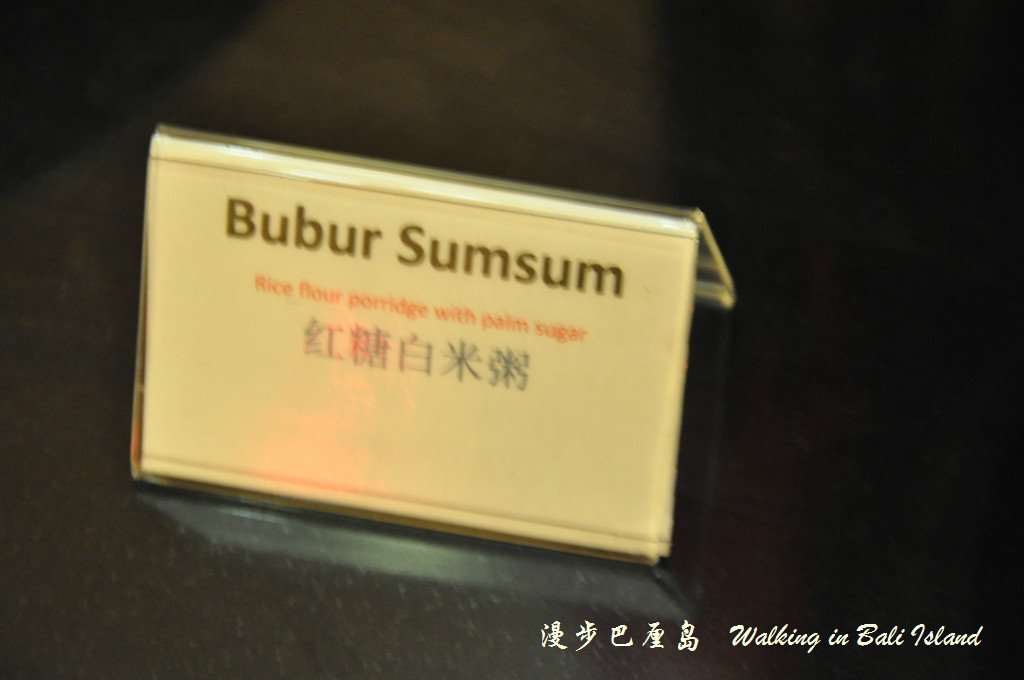 Bubur Sumsum
Rice flour porridge with palm sugar
红糖白米粥
漫步巴厘岛 Walking in Bali Island